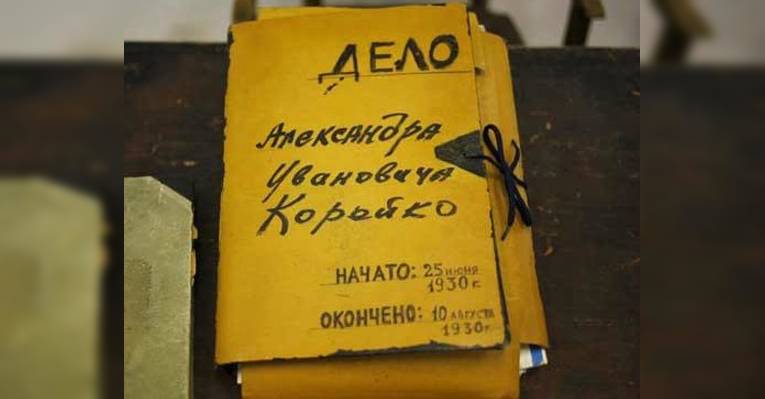 ДЕЛО
Александра
Ивановича
Корейко
НАЧАТО: 25 июня
1930 г.
ОКОНЧЕНО: 10 августа
1930 г.